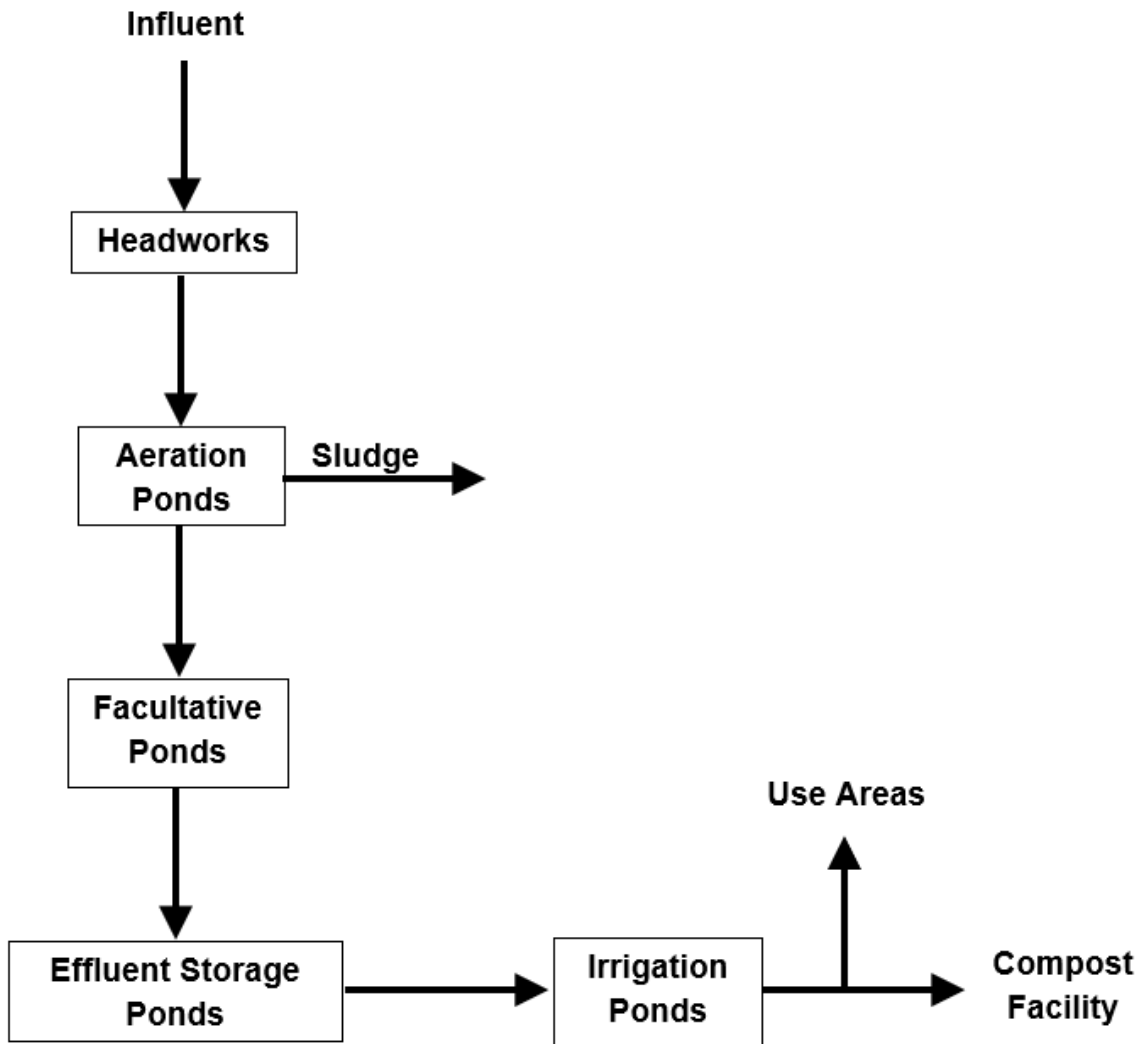 Influent
Headworks
Aeration
Ponds
Sludge
Facultative
Ponds
Use Areas
Effluent Storage
Ponds
Irrigation
Ponds
Compost
Facility